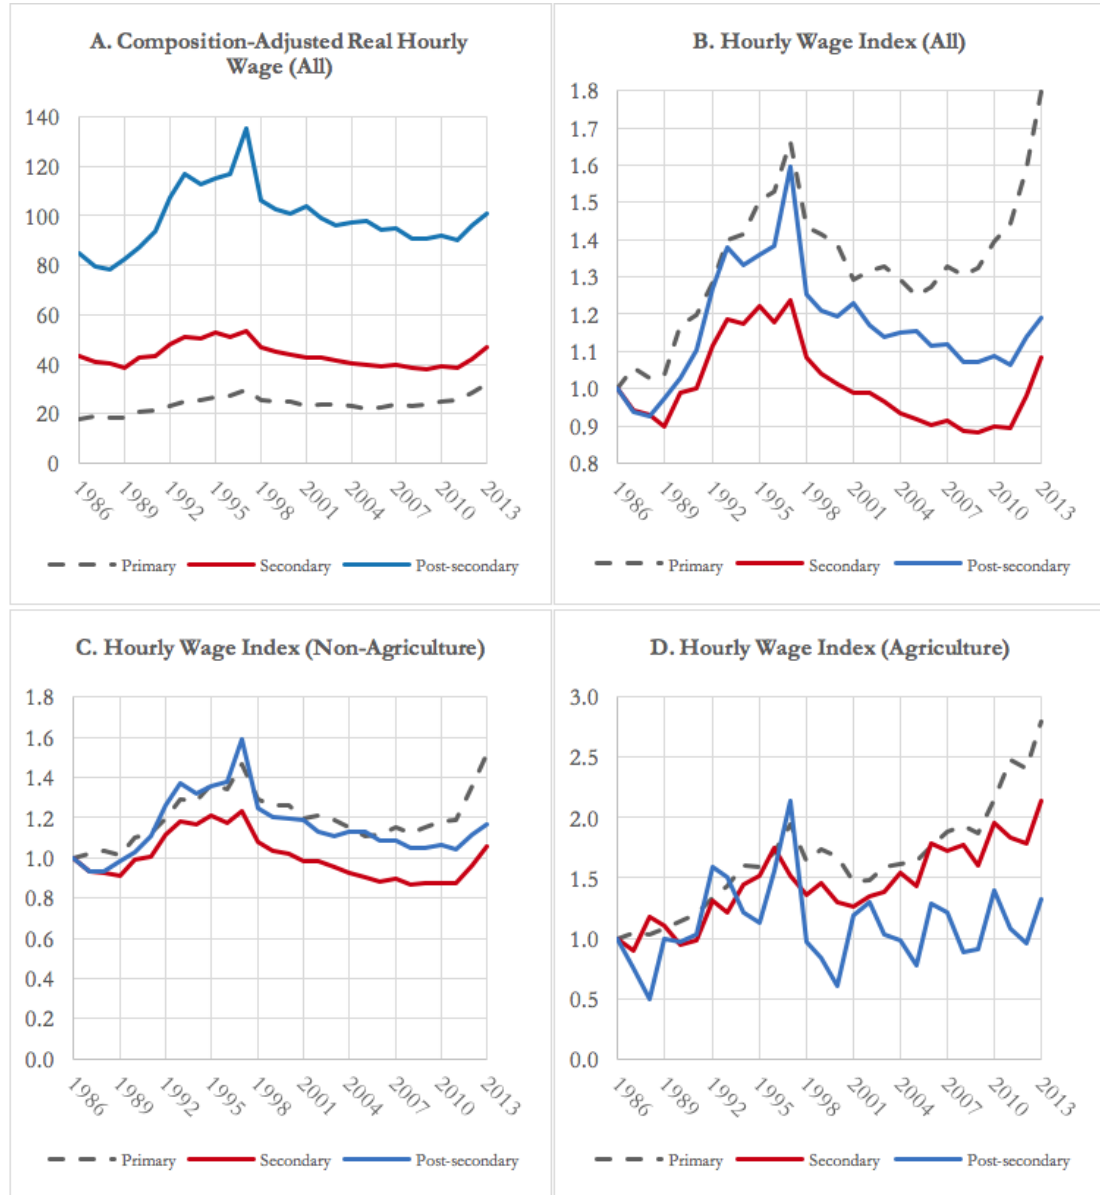 A. Composition-Adjusted Real Hourly
Wage (All)
140
120
100
80
60
40
20
0
1986 1989 1992 1995 1998 2001 2004 2007 2010 2013
Primary Secondary Post-secondary
B. Hourly Wage Index (All)
1.8
1.7
1.6
1.5
1.4
1.3
1.2
1.1
1.0
0.9
0.8
1986 1989 1992 1995 1998 2001 2004 2007 2010 2013
Primary Secondary Post-secondary
C. Hourly Wage Index (Non-Agriculture)
1.8
1.6
1.4
1.2
1.0
0.8
0.6
0.4
0.2
0.0
1986 1989 1992 1995 1998 2001 2004 2007 2010 2013
Primary Secondary Post-secondary
D. Hourly Wage Index (Agriculture)
3.0
2.5
2.0
1.5
1.0
0.5
0.0
1986 1989 1992 1995 1998 2001 2004 2007 2010 2013
Primary Secondary Post-secondary